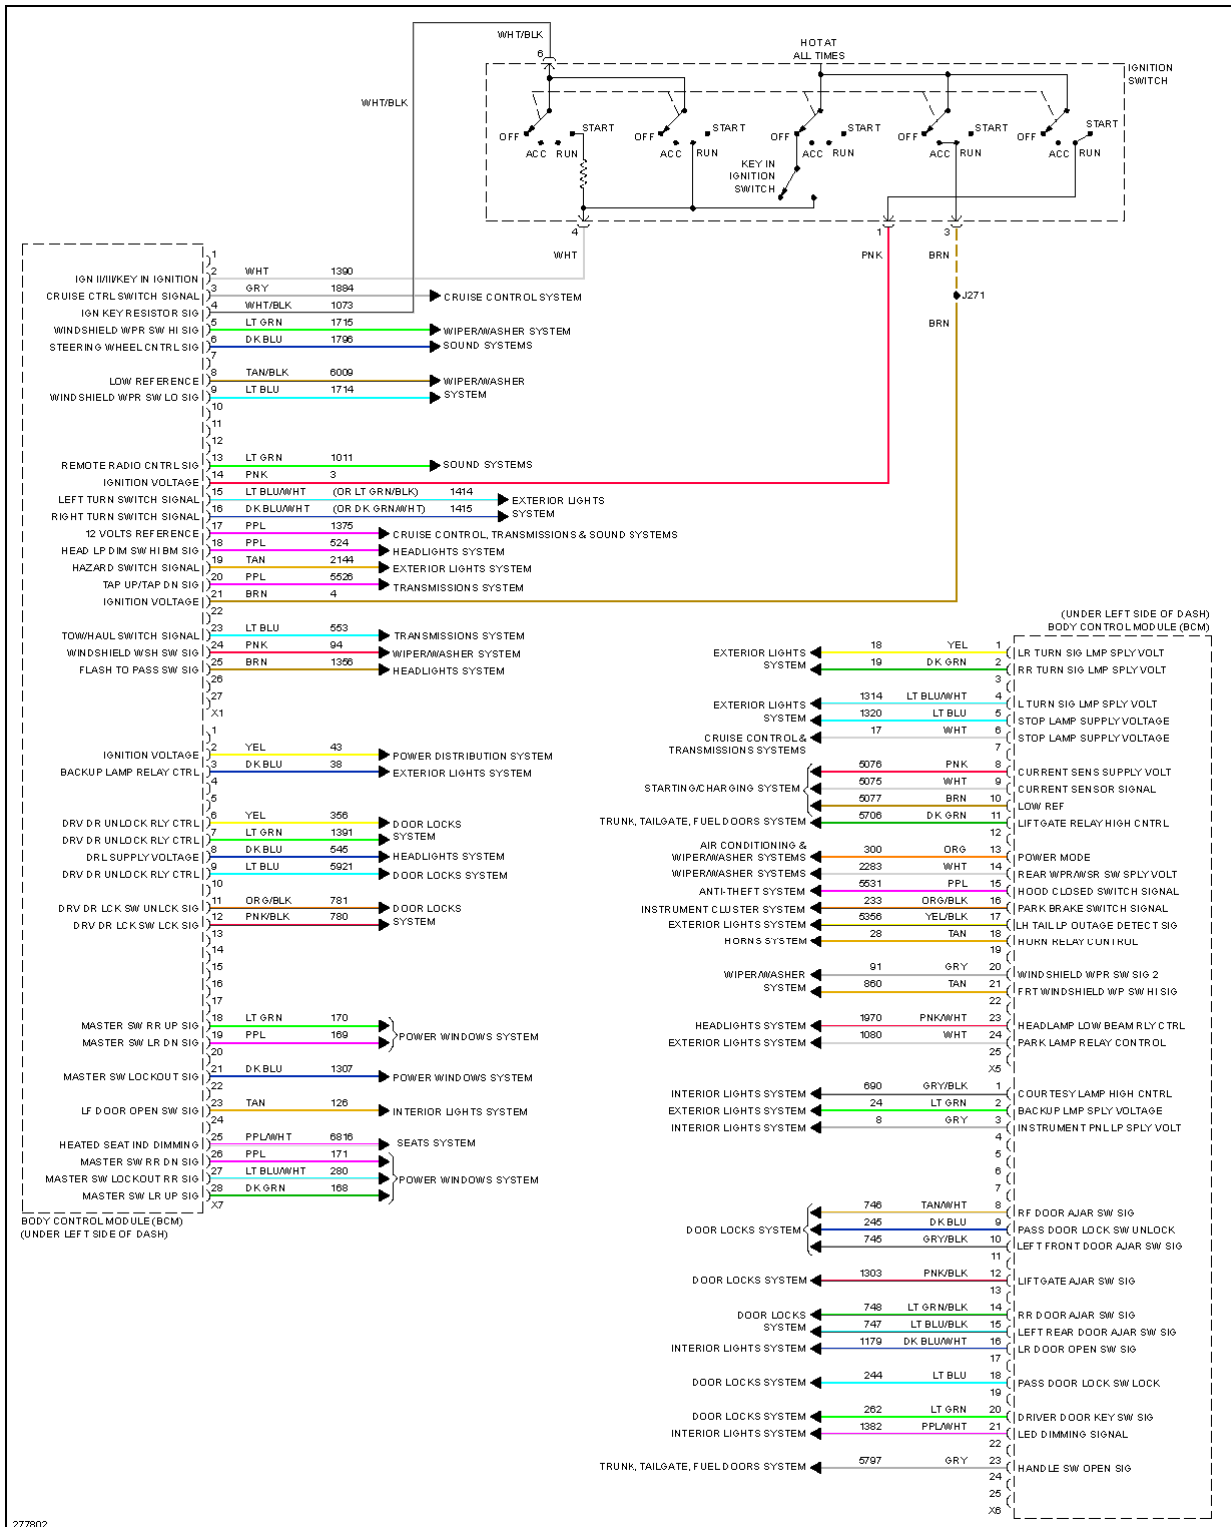 WHT/BLK
6
HOT AT
ALL TIMES
IGNITION
SWITCH
WHT/BLK
OFF ACC RUN START
OFF ACC RUN START
OFF ACC RUN START
OFF ACC RUN START
OFF ACC RUN START
KEY IN
IGNITION
SWITCH
4 1 3
WHT PNK BRN
J271
BRN
1
IGN II/III/KEY IN IGNITION 2 WHT 1390
CRUISE CTRL SWITCH SIGNAL 3 GRY 1884 CRUISE CONTROL SYSTEM
IGN KEY RESISTOR SIG 4 WHT/BLK 1073
WINDSHIELD WPR SW HI SIG 5 LT GRN 1715 WIPER/WASHER SYSTEM
STEERING WHEEL CNTRL SIG 6 DK BLU 1796 SOUND SYSTEMS
7
LOW REFERENCE 8 TAN/BLK 6009 WIPER/WASHER
WINDSHIELD WPR SW LO SIG 9 LT BLU 1714 SYSTEM
10
11
12
REMOTE RADIO CNTRL SIG 13 LT GRN 1011 SOUND SYSTEMS
IGNITION VOLTAGE 14 PNK 3
LEFT TURN SWITCH SIGNAL 15 LT BLU/WHT (OR LT GRN/BLK) 1414 EXTERIOR LIGHTS
RIGHT TURN SWITCH SIGNAL 16 DK BLU/WHT (OR DK GRN/WHT) 1415 SYSTEM
12 VOLTS REFERENCE 17 PPL 1375 CRUISE CONTROL, TRANSMISSIONS & SOUND SYSTEMS
HEAD LP DIM SW HI BM SIG 18 PPL 524 HEADLIGHTS SYSTEM
HAZARD SWITCH SIGNAL 19 TAN 2144 EXTERIOR LIGHTS SYSTEM
TAP UP/TAP DN SIG 20 PPL 5526 TRANSMISSIONS SYSTEM
IGNITION VOLTAGE 21 BRN 4
22
TOW/HAUL SWITCH SIGNAL 23 LT BLU 553 TRANSMISSIONS SYSTEM
WINDSHIELD WSH SW SIG 24 PNK 94 WIPER/WASHER SYSTEM
FLASH TO PASS SW SIG 25 BRN 1356 HEADLIGHTS SYSTEM
26
27
X1
1
IGNITION VOLTAGE 2 YEL 43 POWER DISTRIBUTION SYSTEM
BACKUP LAMP RELAY CTRL 3 DK BLU 38 EXTERIOR LIGHTS SYSTEM
4
5
DRV DR UNLOCK RLY CTRL 6 YEL 356 DOOR LOCKS
DRV DR UNLOCK RLY CTRL 7 LT GRN 1391 SYSTEM
DRL SUPPLY VOLTAGE 8 DK BLU 545 HEADLIGHTS SYSTEM
DRV DR UNLOCK RLY CTRL 9 LT BLU 5921 DOOR LOCKS SYSTEM
10
DRV DR LCK SW UNLCK SIG 11 ORG/BLK 781 DOOR LOCKS
DRV DR LCK SW LCK SIG 12 PNK/BLK 780 SYSTEM
13
14
15
16
17
MASTER SW RR UP SIG 18 LT GRN 170
MASTER SW LR DN SIG 19 PPL 169 POWER WINDOWS SYSTEM
20
MASTER SW LOCKOUT SIG 21 DK BLU 1307 POWER WINDOWS SYSTEM
22
LF DOOR OPEN SW SIG 23 TAN 126 INTERIOR LIGHTS SYSTEM
24
HEATED SEAT IND DIMMING 25 PPL/WHT 6816 SEATS SYSTEM
MASTER SW RR DN SIG 26 PPL 171
MASTER SW LOCKOUT RR SIG 27 LT BLU/WHT 280 POWER WINDOWS SYSTEM
MASTER SW LR UP SIG 28 DK GRN 168
X7
BODY CONTROL MODULE (BCM)
(UNDER LEFT SIDE OF DASH)
(UNDER LEFT SIDE OF DASH)
BODY CONTROL MODULE (BCM)
EXTERIOR LIGHTS 18 YEL 1 LR TURN SIG LMP SPLY VOLT
SYSTEM 19 DK GRN 2 RR TURN SIG LMP SPLY VOLT
3
EXTERIOR LIGHTS 1314 LT BLU/WHT 4 L TURN SIG LMP SPLY VOLT
SYSTEM 1320 LT BLU 5 STOP LAMP SUPPLY VOLTAGE
CRUISE CONTROL & 17 WHT 6 STOP LAMP SUPPLY VOLTAGE
TRANSMISSIONS SYSTEMS 7
5076 PNK 8 CURRENT SENS SUPPLY VOLT
STARTING/CHARGING SYSTEM 5075 WHT 9 CURRENT SENSOR SIGNAL
5077 BRN 10 LOW REF
TRUNK, TAILGATE, FUEL DOORS SYSTEM 5706 DK GRN 11 LIFTGATE RELAY HIGH CNTRL
12
AIR CONDITIONING &
WIPER/WASHER SYSTEMS 300 ORG 13 POWER MODE
WIPER/WASHER SYSTEMS 2283 WHT 14 REAR WPR/WSR SW SPLY VOLT
ANTI-THEFT SYSTEM 5531 PPL 15 HOOD CLOSED SWITCH SIGNAL
INSTRUMENT CLUSTER SYSTEM 233 ORG/BLK 16 PARK BRAKE SWITCH SIGNAL
EXTERIOR LIGHTS SYSTEM 5356 YEL/BLK 17 LH TAIL LP OUTAGE DETECT SIG
HORNS SYSTEM 28 TAN 18 HORN RELAY CONTROL
19
WIPER/WASHER 91 GRY 20 WINDSHIELD WPR SW SIG 2
SYSTEM 860 TAN 21 FRT WINDSHIELD WP SW HI SIG
22
HEADLIGHTS SYSTEM 1970 PNK/WHT 23 HEADLAMP LOW BEAM RLY CTRL
EXTERIOR LIGHTS SYSTEM 1080 WHT 24 PARK LAMP RELAY CONTROL
25
X5
INTERIOR LIGHTS SYSTEM 690 GRY/BLK 1 COURTESY LAMP HIGH CNTRL
EXTERIOR LIGHTS SYSTEM 24 LT GRN 2 BACKUP LMP SPLY VOLTAGE
INTERIOR LIGHTS SYSTEM 8 GRY 3 INSTRUMENT PNL LP SPLY VOLT
4
5
6
7
746 TAN/WHT 8 RF DOOR AJAR SW SIG
DOOR LOCKS SYSTEM 245 DK BLU 9 PASS DOOR LOCK SW UNLOCK
745 GRY/BLK 10 LEFT FRONT DOOR AJAR SW SIG
11
DOOR LOCKS SYSTEM 1303 PNK/BLK 12 LIFTGATE AJAR SW SIG
13
DOOR LOCKS 748 LT GRN/BLK 14 RR DOOR AJAR SW SIG
SYSTEM 747 LT BLU/BLK 15 LEFT REAR DOOR AJAR SW SIG
INTERIOR LIGHTS SYSTEM 1179 DK BLU/WHT 16 LR DOOR OPEN SW SIG
17
DOOR LOCKS SYSTEM 244 LT BLU 18 PASS DOOR LOCK SW LOCK
19
DOOR LOCKS SYSTEM 262 LT GRN 20 DRIVER DOOR KEY SW SIG
INTERIOR LIGHTS SYSTEM 1382 PPL/WHT 21 LED DIMMING SIGNAL
22
TRUNK, TAILGATE, FUEL DOORS SYSTEM 5797 GRY 23 HANDLE SW OPEN SIG
24
25
X6
277802